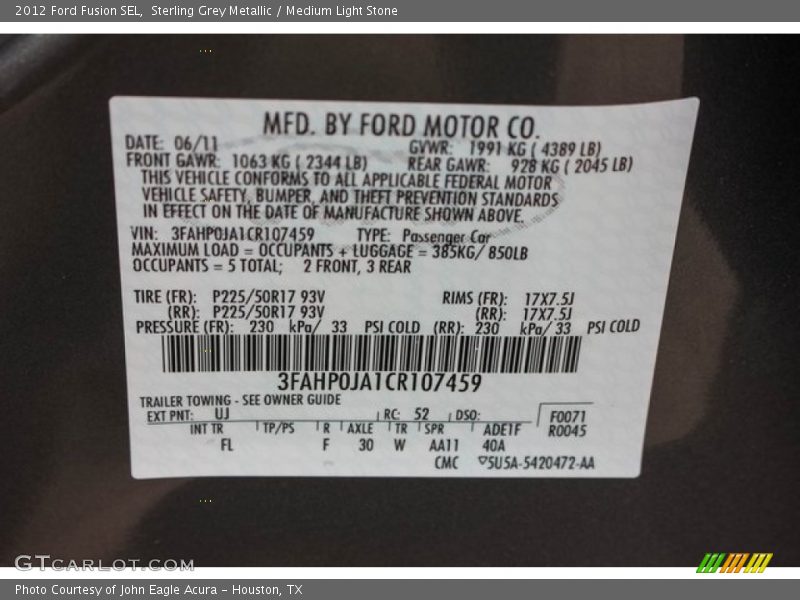 2012 Ford Fusion SEL,  Sterling Grey Metallic / Medium Light Stone
MFD. BY FORD MOTOR CO.
DATE: 06/11 GVWR: 1991 KG ( 4389 LB)
FRONT GAWR: 1063 KG ( 2344 LB) REAR GAWR: 928 KG ( 2045 LB)
THIS VEHICLE CONFORMS TO ALL APPLICABLE FEDERAL MOTOR
VEHICLE SAFETY, BUMPER, AND THEFT PREVENTION STANDARDS
IN EFFECT ON THE DATE OF MANUFACTURE SHOWN ABOVE.
VIN: 3FAHP0JA1CR107459 TYPE: Passenger Car
MAXIMUM LOAD = OCCUPANTS + LUGGAGE = 385KG/ 850LB
OCCUPANTS = 5 TOTAL; 2 FRONT, 3 REAR
TIRE (FR): P225/50R17 93V RIMS (FR): 17X7.5J
(RR): P225/50R17 93V (RR): 17X7.5J
PRESSURE (FR): 230 kPa/ 33 PSI COLD (RR): 230 kPa/ 33 PSI COLD
3FAHP0JA1CR107459
TRAILER TOWING - SEE OWNER GUIDE
EXT PNT: UJ RC: 52 DSO: F0071
INT TR TP/PS R AXLE TR SPR ADE1F R0045
FL F 30 W AA11 40A
CMC 5U5A-5420472-AA
GTCARLOT.COM
Photo Courtesy of John Eagle Acura - Houston, TX